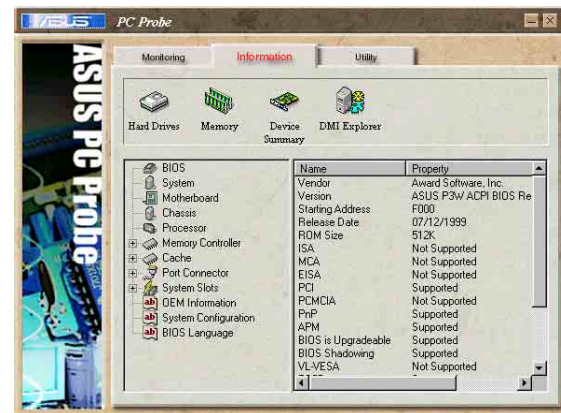 ASUS PC Probe
ASUS PC Probe
Monitoring
Information
Utility
Hard Drives
Memory
Device
Summary
DMI Explorer
BIOS
System
Motherboard
Chassis
Processor
Memory Controller
Cache
Port Connector
System Slots
ab OEM Information
ab System Configuration
ab BIOS Language
Name Property
Vendor Award Software, Inc.
Version ASUS P3W ACPI BIOS Re
Starting Address F000
Release Date 07/12/1999
ROM Size 512K
ISA Not Supported
MCA Not Supported
EISA Not Supported
PCI Supported
PCMCIA Not Supported
PnP Supported
APM Supported
BIOS is Upgradeable Supported
BIOS Shadowing Supported
VL-VESA Not Supported